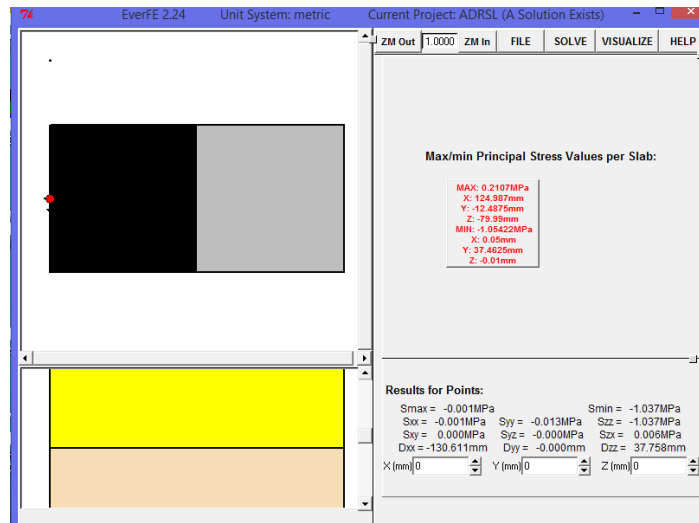 EverFE 2.24 Unit System: metric Current Project: ADRSL (A Solution Exists)
ZM Out 1.0000 ZM In FILE SOLVE VISUALIZE HELP
Max/min Principal Stress Values per Slab:
MAX: 0.2107MPa
X: 124.987mm
Y: -12.4875mm
Z: -79.99mm
MIN: -1.05422MPa
X: 0.05mm
Y: 37.4625mm
Z: -0.01mm
Results for Points:
Smax = -0.001MPa Smin = -1.037MPa
Sxx = -0.001MPa Syy = -0.013MPa Szz = -1.037MPa
Sxy = 0.000MPa Syz = -0.000MPa Szx = 0.006MPa
Dxx = -130.611mm Dyy = -0.000mm Dzz = 37.758mm
X (mm) 0 Y (mm) 0 Z (mm) 0